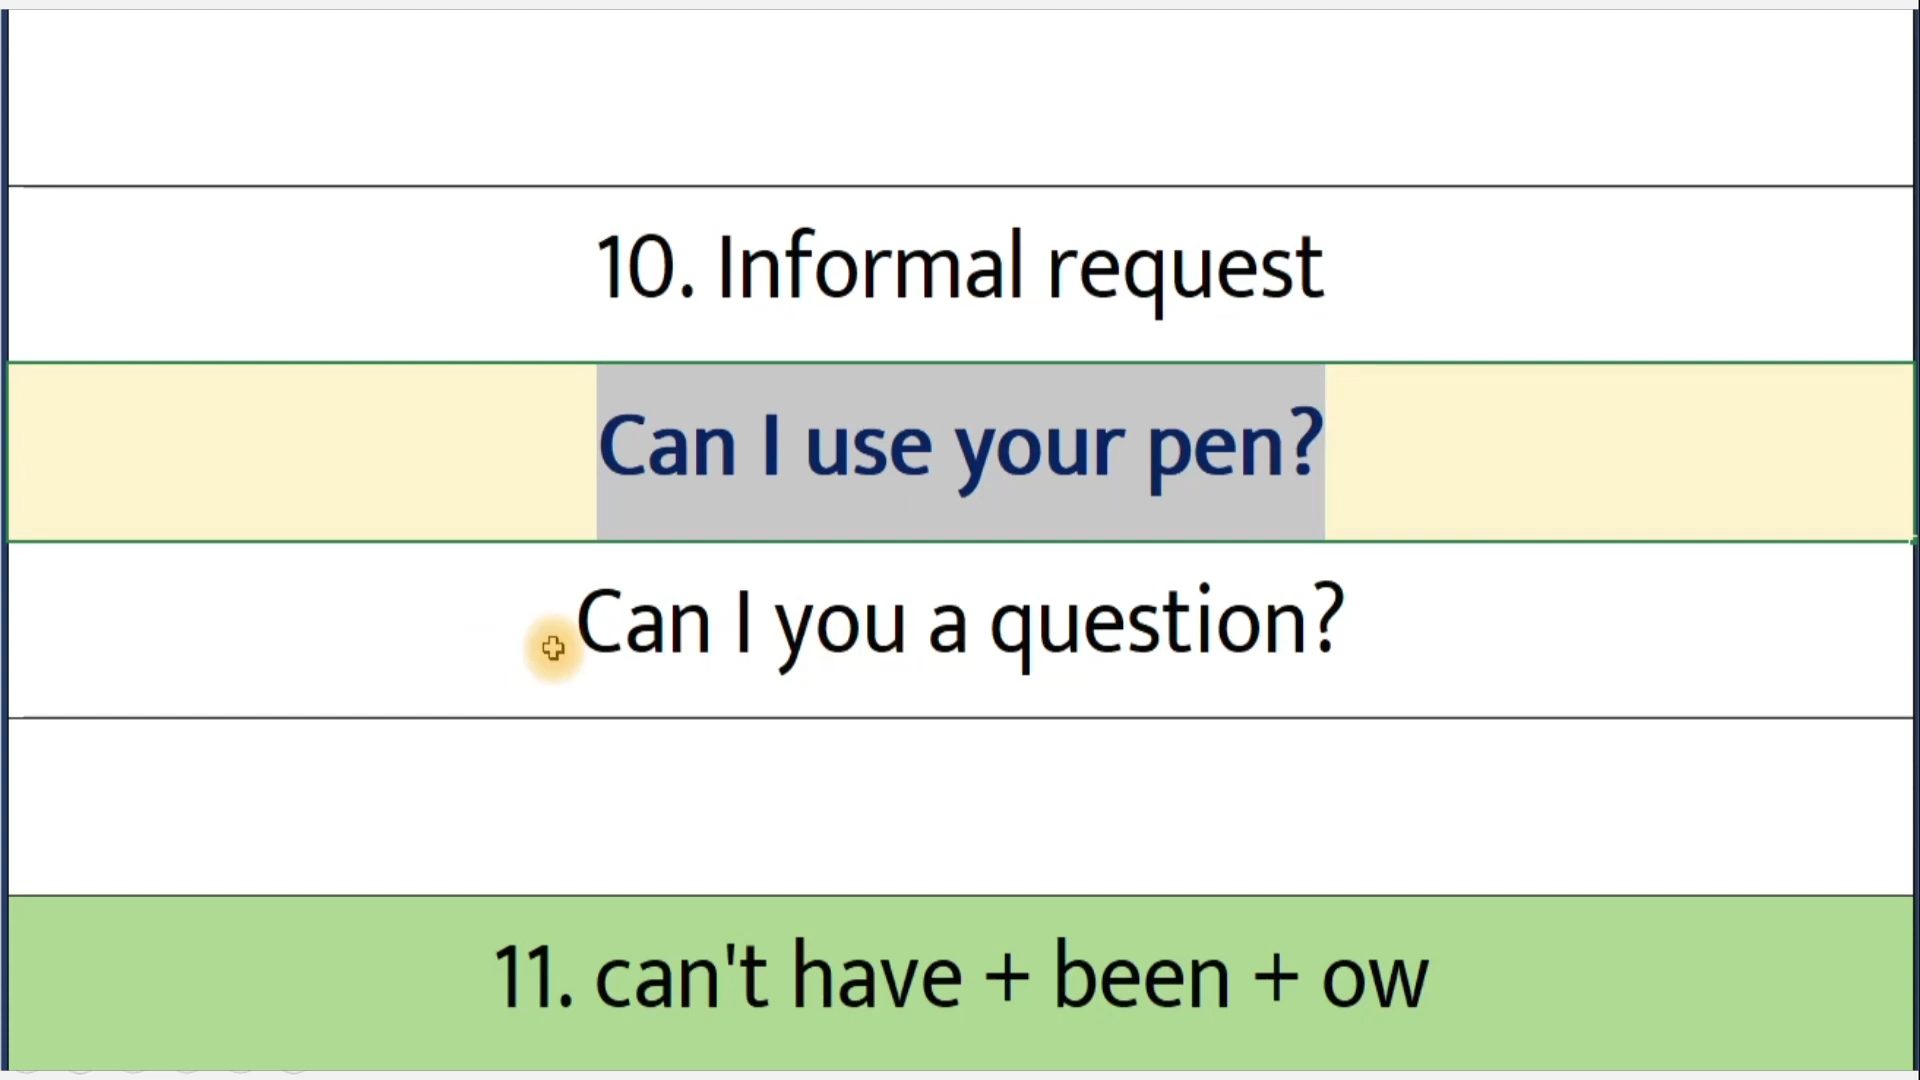 10. Informal request
Can I use your pen?
Can I you a question?
11. can't have + been + ow